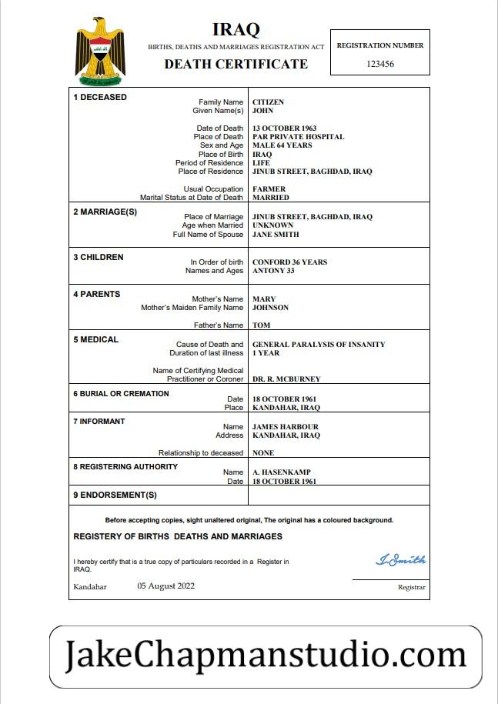 IRAQ
BIRTHS, DEATHS AND MARRIAGES REGISTRATION ACT
DEATH CERTIFICATE
REGISTRATION NUMBER
123456
1 DECEASED
Family Name CITIZEN
Given Name(s) JOHN
Date of Death 13 OCTOBER 1963
Place of Death PAR PRIVATE HOSPITAL
Sex and Age MALE 64 YEARS
Place of Birth IRAQ
Period of Residence LIFE
Place of Residence JINUB STREET, BAGHDAD, IRAQ
Usual Occupation FARMER
Marital Status at Date of Death MARRIED
2 MARRIAGE(S)
Place of Marriage JINUB STREET, BAGHDAD, IRAQ
Age when Married UNKNOWN
Full Name of Spouse JANE SMITH
3 CHILDREN
In Order of birth CONFORD 36 YEARS
Names and Ages ANTONY 33
4 PARENTS
Mother's Name MARY
Mother's Maiden Family Name JOHNSON
Father's Name TOM
5 MEDICAL
Cause of Death and GENERAL PARALYSIS OF INSANITY
Duration of last illness 1 YEAR
Name of Certifying Medical
Practitioner or Coroner DR. R. MCBURNEY
6 BURIAL OR CREMATION
Date 18 OCTOBER 1961
Place KANDAHAR, IRAQ
7 INFORMANT
Name JAMES HARBOUR
Address KANDAHAR, IRAQ
Relationship to deceased NONE
8 REGISTERING AUTHORITY
Name A. HASENKAMP
Date 18 OCTOBER 1961
9 ENDORSEMENT(S)
Before accepting copies, sight unaltered original, The original has a coloured background.
REGISTERY OF BIRTHS DEATHS AND MARRIAGES
I hereby certify that is a true copy of particulars recorded in a Register in
IRAQ.
J.Smith
Kandahar 05 August 2022
Registrar
JakeChapmanstudio.com